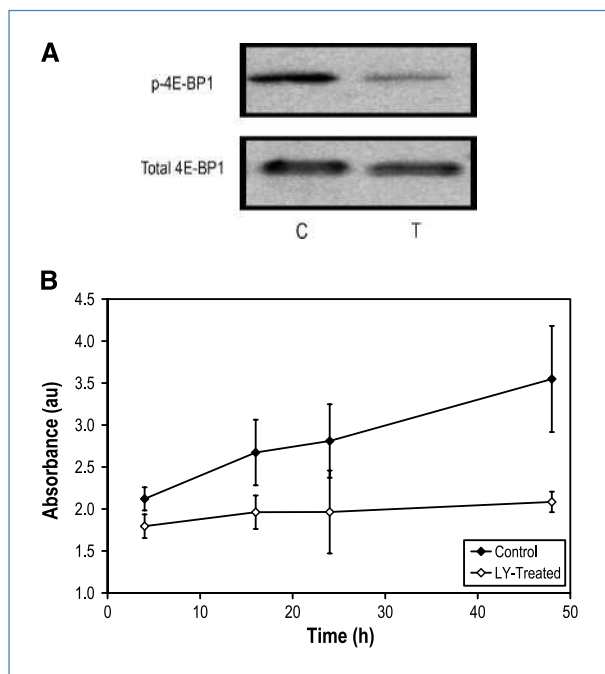 A
p-4E-BP1
Total 4E-BP1
C T
B
4.5
4.0
3.5
3.0
2.5
2.0
1.5
1.0
Absorbance (au)
Control
LY-Treated
0 10 20 30 40 50
Time (h)